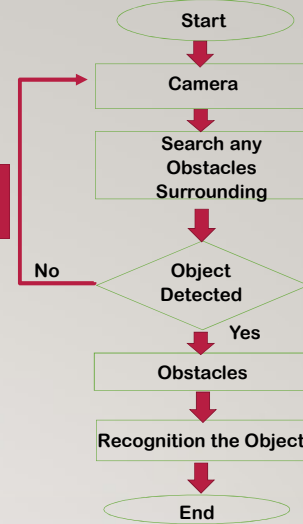 Start
Camera
Search any
Obstacles
Surrounding
Object
Detected
No
Yes
Obstacles
Recognition the Object
End